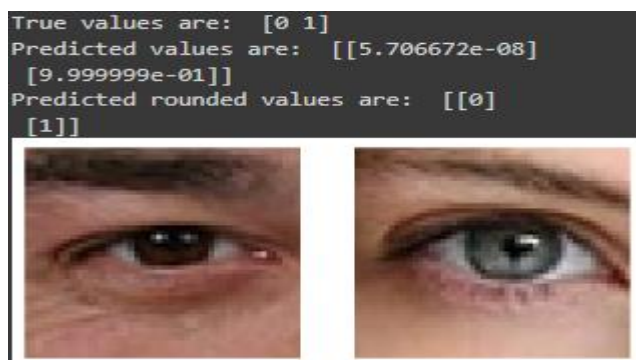 True values are: [0 1]
Predicted values are: [[5.706672e-08]
[9.999999e-01]]
Predicted rounded values are: [[0]
[1]]